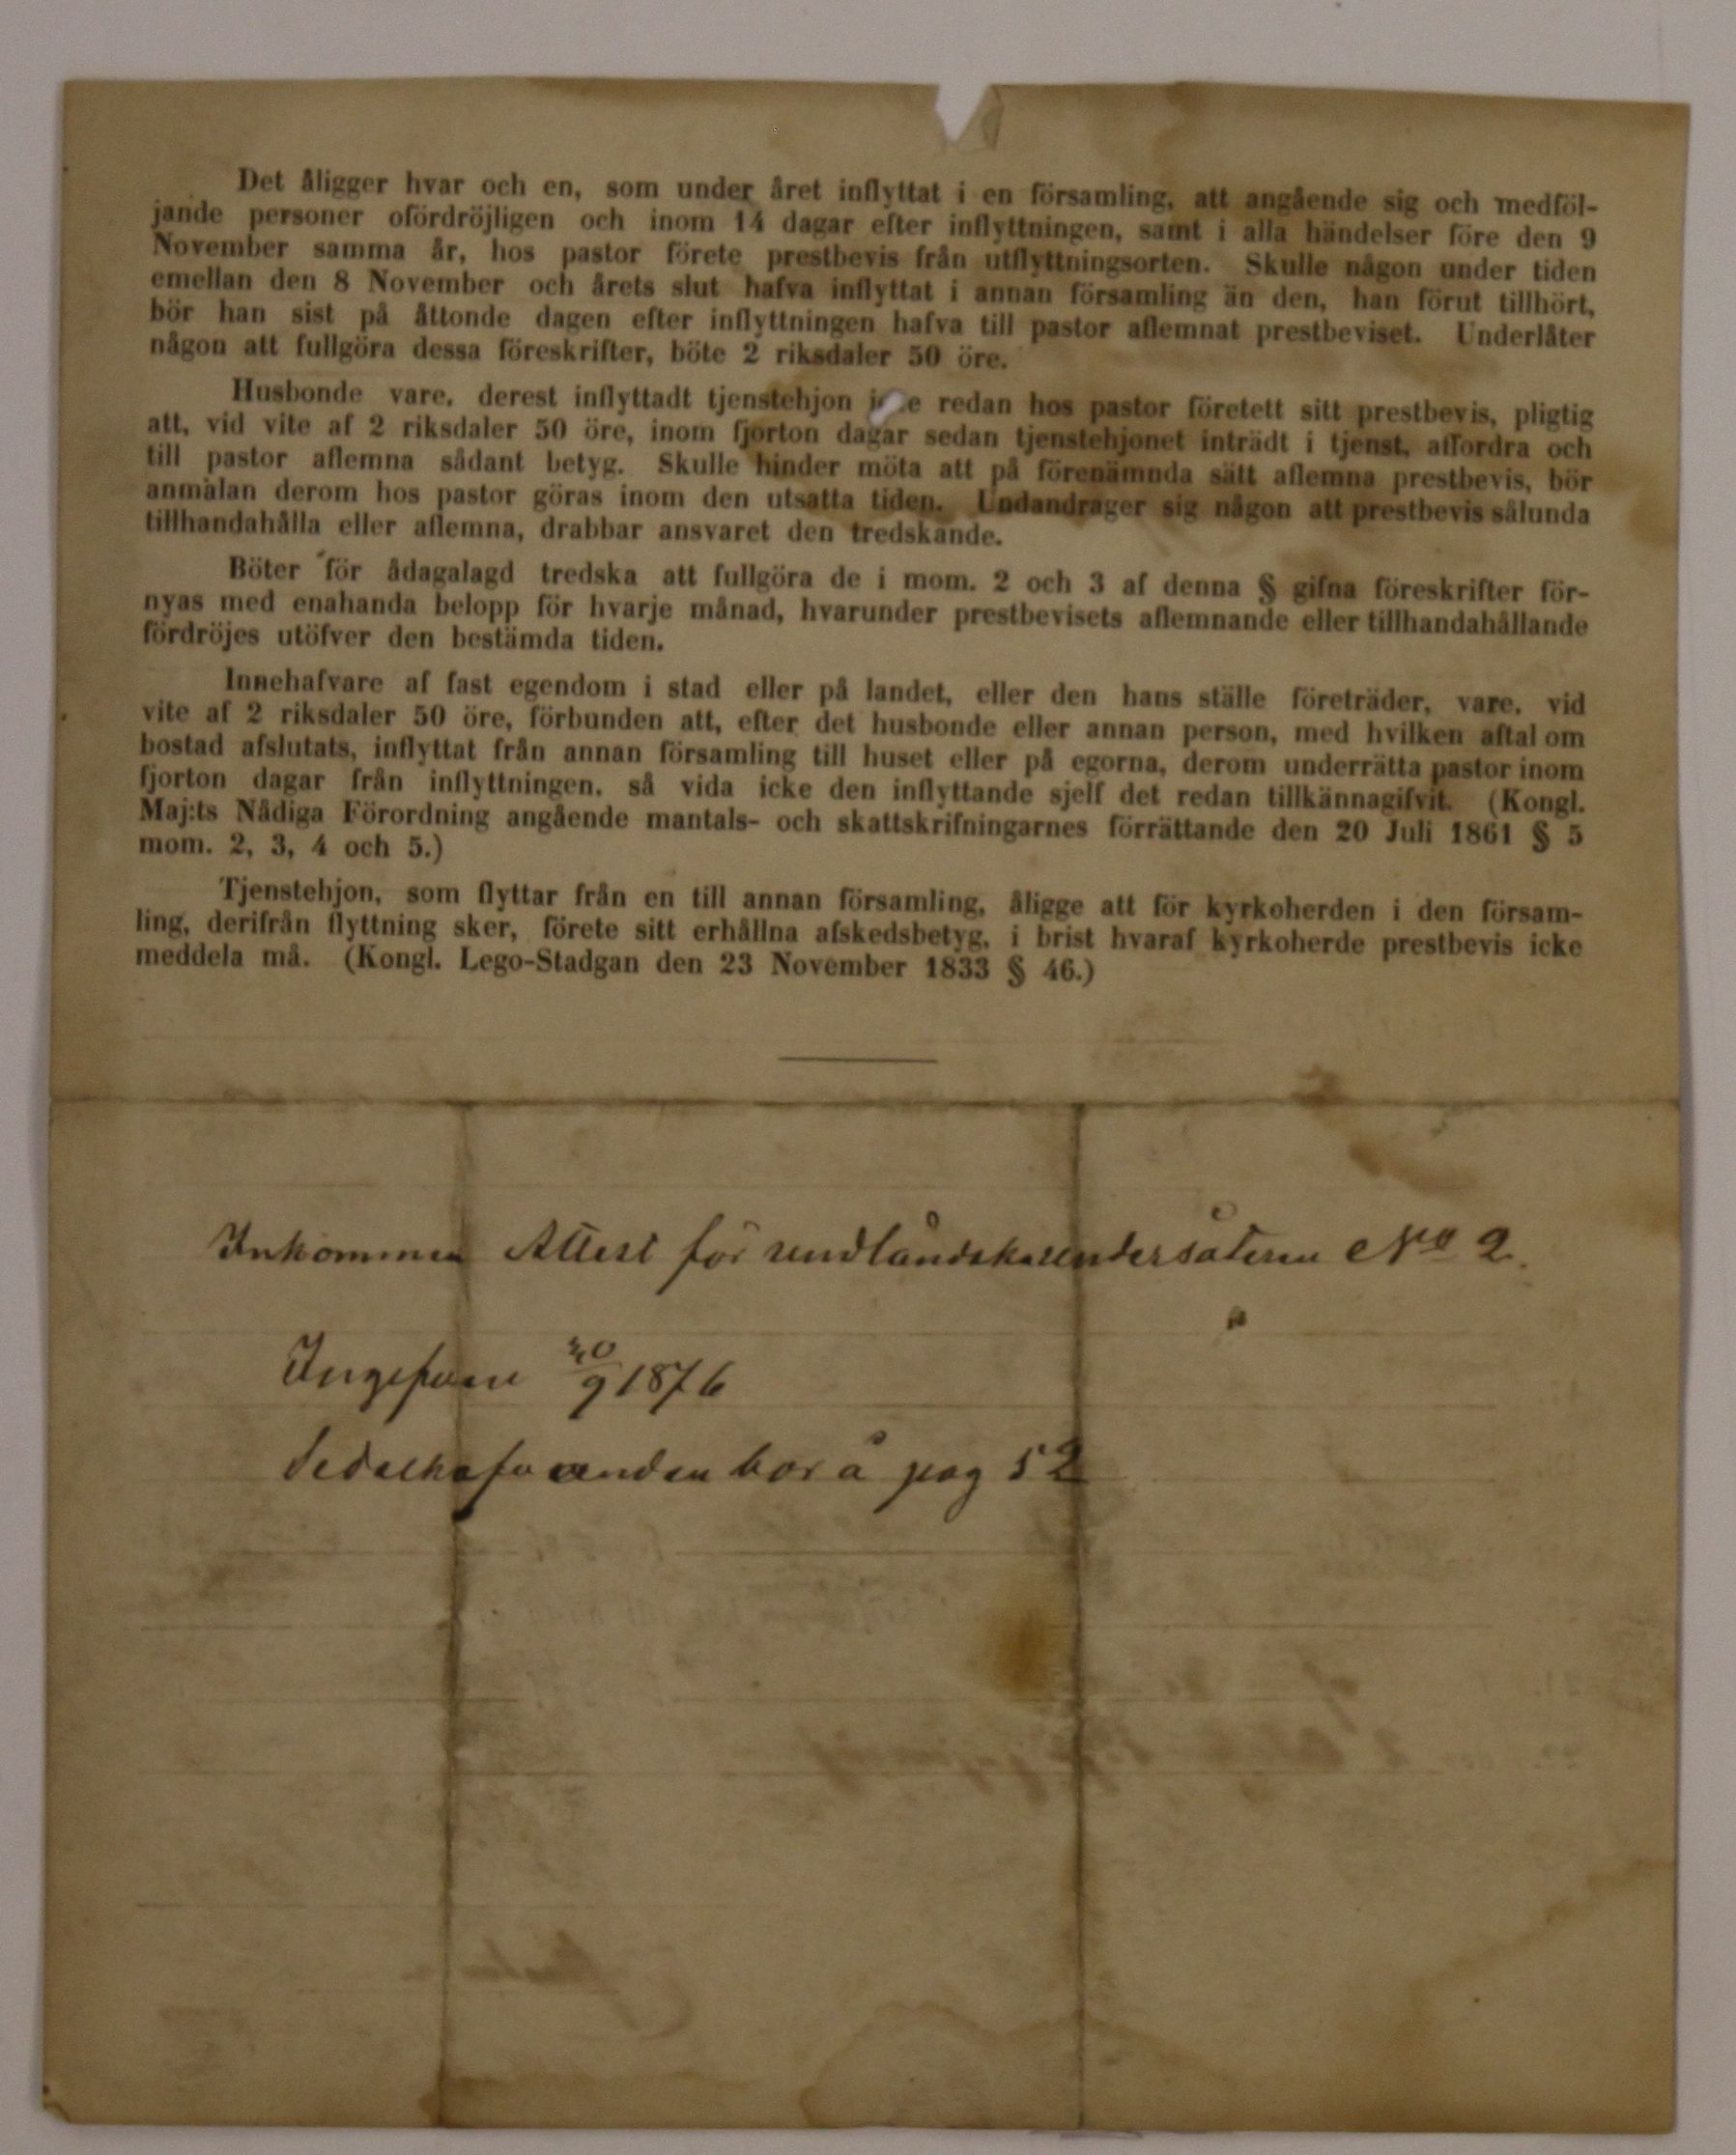 Det åligger hvar och en, som under året inflyttat i en församling, att angående sig och medföl-
jande personer ofördröjligen och inom 14 dagar efter inflyttningen, samt i alla händelser före den 9
November samma år, hos pastor förete prestbevis från utflyttningsorten. Skulle någon under tiden
emellan den 8 November och årets slut hafva inflyttat i annan församling än den, han förut tillhört,
bör han sist på åttonde dagen efter inflyttningen hafva till pastor aflemnat prestbeviset. Underlåter
någon att fullgöra dessa föreskrifter, böte 2 riksdaler 50 öre.
Husbonde vare, derest inflyttadt tjenstehjon redan hos pastor företett sitt prestbevis, pligtig
att, vid vite af 2 riksdaler 50 öre, inom fjorton dagar sedan tjenstehjonet inträdt i tjenst, affordra och
till pastor aflemna sådant betyg. Skulle hinder möta att på förenämnda sätt aflemna prestbevis, bör
anmälan derom hos pastor göras inom den utsatta tiden. Undandrager sig någon att prestbevis sålunda
tillhandahålla eller aflemna, drabbar ansvaret den tredskande.
Böter för ådagalagd tredska att fullgöra de i mom. 2 och 3 af denna § gifna föreskrifter för-
nyas med enahanda belopp för hvarje månad, hvarunder prestbevisets aflemnande eller tillhandahållande
fördröjes utöfver den bestämda tiden.
Innehafvare af fast egendom i stad eller på landet, eller den hans ställe företräder, vare, vid
vite af 2 riksdaler 50 öre, förbunden att, efter det husbonde eller annan person, med hvilken aftal om
bostad afslutats, inflyttat från annan församling till huset eller på egorna, derom underrätta pastor inom
fjorton dagar från inflyttningen, så vida icke den inflyttande sjelf det redan tillkännagifvit. (Kongl.
Maj:ts Nådiga Förordning angående mantals- och skattskrifningarnes förrättande den 20 Juli 1861 § 5
mom. 2, 3, 4 och 5.)
Tjenstehjon, som flyttar från en till annan församling, åligge att för kyrkoherden i den försam-
ling, derifrån flyttning sker, förete sitt erhållna afskedsbetyg, i brist hvaraf kyrkoherde prestbevis icke
meddela må. (Kongl. Lego-Stadgan den 23 November 1833 § 46.)
Inkommen Attest för No 2.
9 1876
bor å pag 52